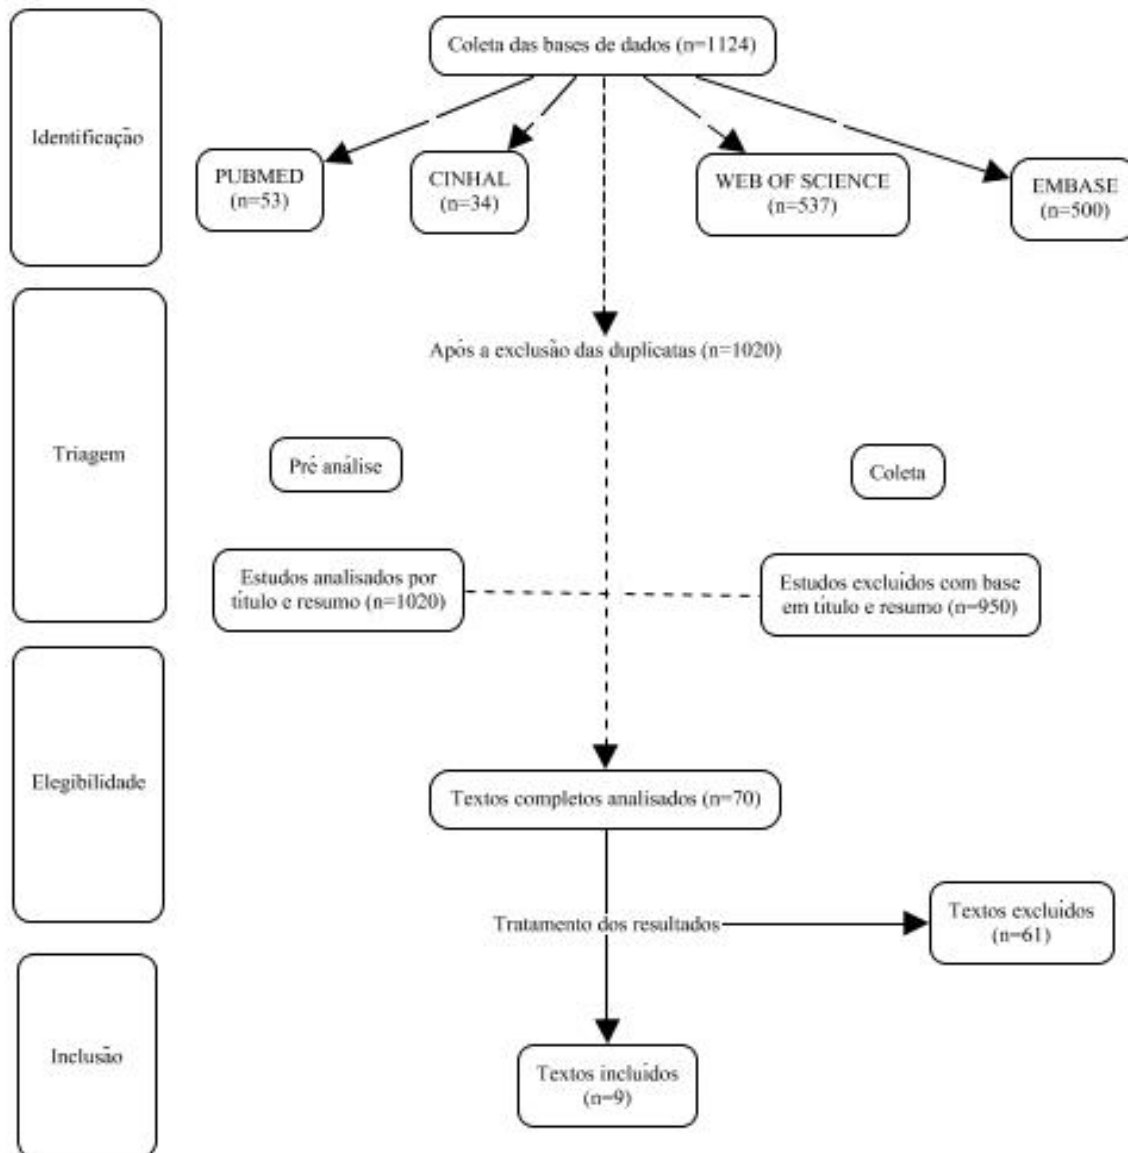 Coleta das bases de dados (n=1124)
Identificação
PUBMED
(n=53)
CINHAL
(n=34)
WEB OF SCIENCE
(n=537)
EMBASE
(n=500)
Após a exclusão das duplicatas (n=1020)
Triagem
Pré análise
Coleta
Estudos analisados por
título e resumo (n=1020)
Estudos excluídos com base
em título e resumo (n=950)
Elegibilidade
Textos completos analisados (n=70)
Tratamento dos resultados
Textos excluídos
(n=61)
Inclusão
Textos incluídos
(n=9)